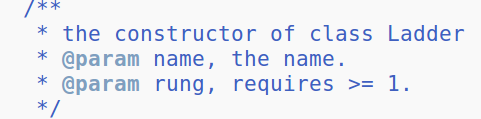 /**
* the constructor of class Ladder
* @param name, the name.
* @param rung, requires >= 1.
*/